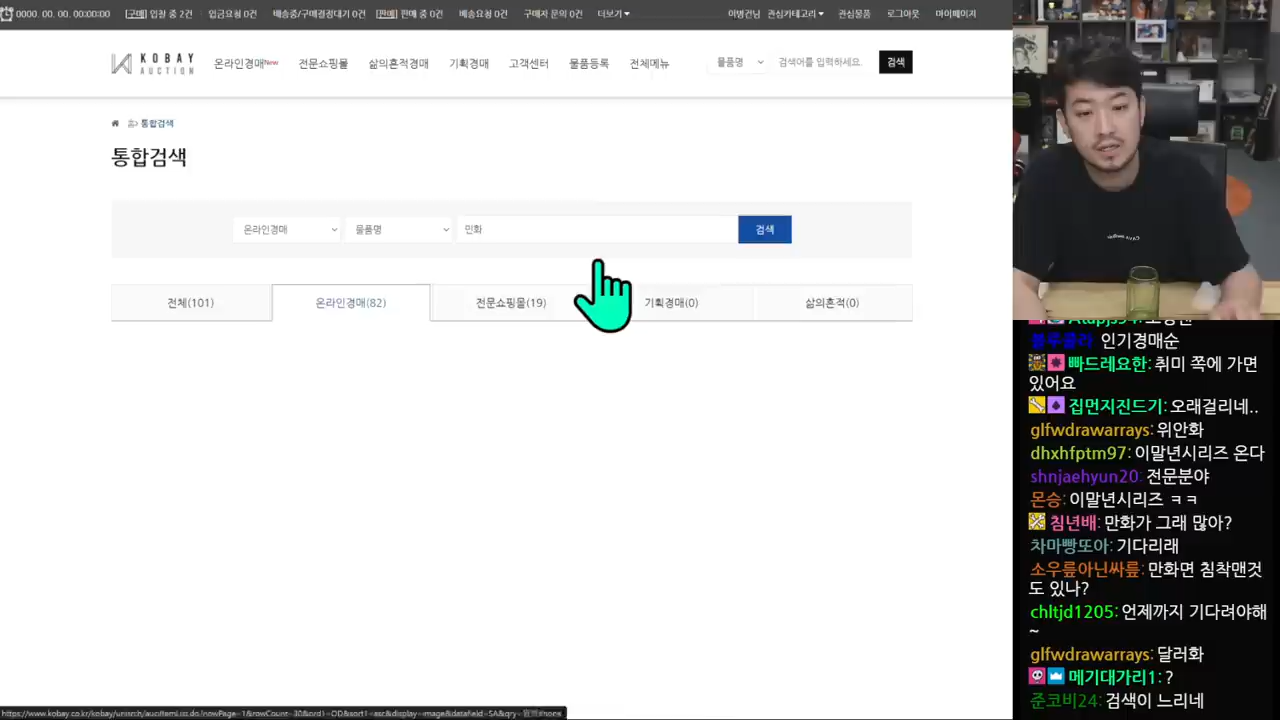 0000. 00. 00. 00:00:00 [구매] 입찰 중 2건 입금요청 0건 배송중/구매결정대기 0건 [판매] 판매 중 0건 배송요청 0건 구매자 문의 0건 더보기 이병건님 관심카테고리 관심물품 로그아웃 마이페이지
KOBAY AUCTION 온라인경매New 전문쇼핑몰 삶의흔적경매 기획경매 고객센터 물품등록 전체메뉴 물품명 검색어를 입력하세요. 검색
통합검색
통합검색
온라인경매 물품명 민화 검색
전체(101) 온라인경매(82) 전문쇼핑몰(19) 기획경매(0) 삶의흔적(0)
인기경매순
빠드레요한: 취미 쪽에 가면
있어요
집먼지진드기: 오래걸리네..
glfwdrawarrays: 위안화
dhxhfptm97: 이말년시리즈 온다
shnjaehyun20: 전문분야
몬승: 이말년시리즈 ㅋㅋ
침년배: 만화가 그래 많아?
차마빵또아: 기다리래
소우릎아닌싸릎: 만화면 침착맨것
도 있나?
chltjd1205: 언제까지 기다려야해
~
glfwdrawarrays: 달러화
메기대가리1: ?
준코비24: 검색이 느리네